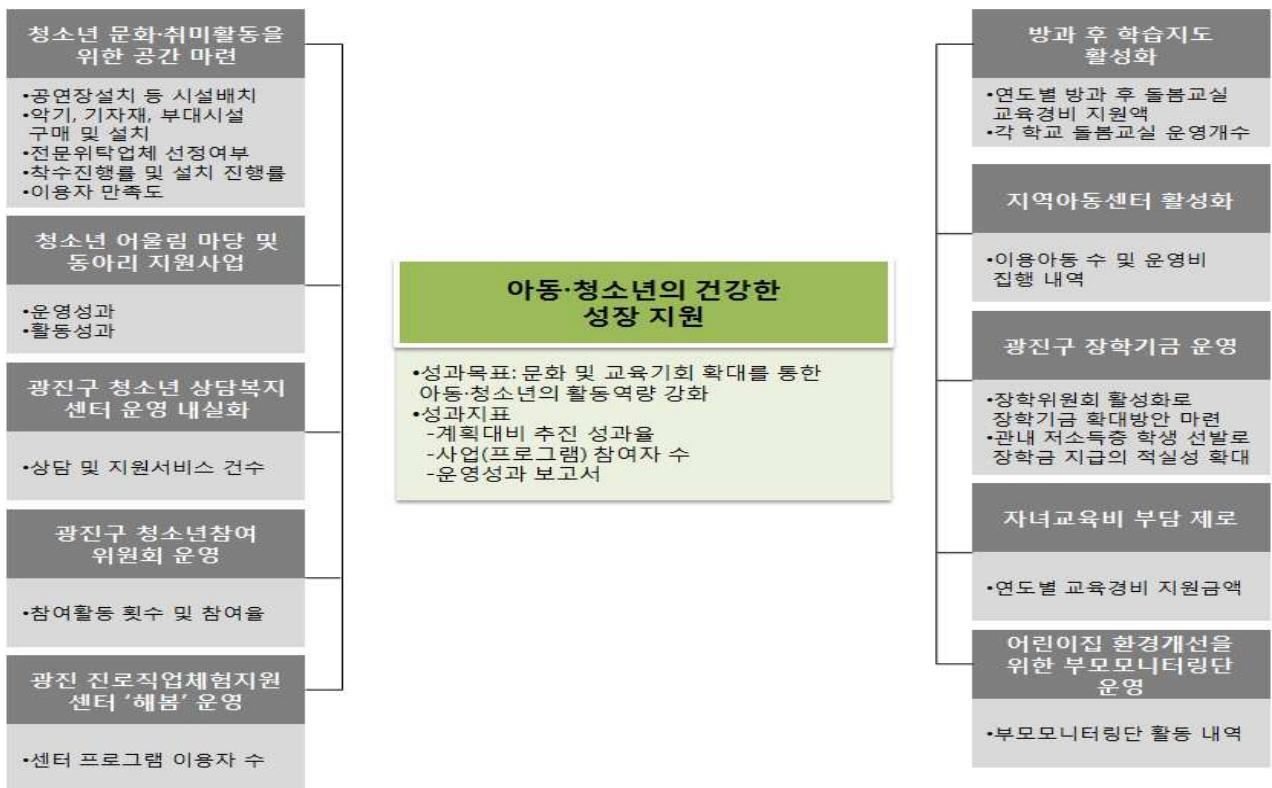 청소년 문화·취미활동을
위한 공간 마련
•공연장설치 등 시설배치
•악기, 기자재, 부대시설
구매 및 설치
•전문위탁업체 선정여부
•착수진행률 및 설치 진행률
•이용자 만족도
청소년 어울림 마당 및
동아리 지원사업
•운영성과
•활동성과
광진구 청소년 상담복지
센터 운영 내실화
•상담 및 지원서비스 건수
광진구 청소년참여
위원회 운영
•참여활동 횟수 및 참여율
광진 진로직업체험지원
센터 ‘해봄’ 운영
•센터 프로그램 이용자 수
아동·청소년의 건강한
성장 지원
•성과목표: 문화 및 교육기회 확대를 통한
아동·청소년의 활동역량 강화
•성과지표
-계획대비 추진 성과율
-사업(프로그램) 참여자 수
-운영성과 보고서
방과 후 학습지도
활성화
•연도별 방과 후 돌봄교실
교육경비 지원액
•각 학교 돌봄교실 운영개수
지역아동센터 활성화
•이용아동 수 및 운영비
집행 내역
광진구 장학기금 운영
•장학위원회 활성화로
장학기금 확대방안 마련
•관내 저소득층 학생 선발로
장학금 지급의 적실성 확대
자녀교육비 부담 제로
•연도별 교육경비 지원금액
어린이집 환경개선을
위한 부모모니터링단
운영
•부모모니터링단 활동 내역